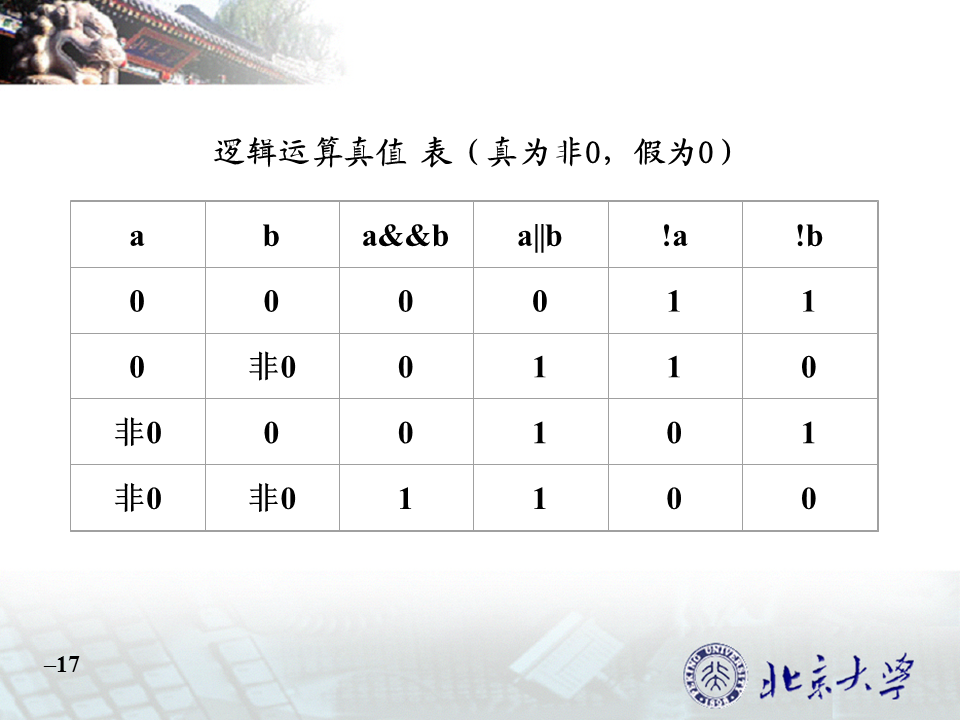 逻辑运算真值 表（真为非0，假为0）
a b a&&b a||b !a !b
0 0 0 0 1 1
0 非0 0 1 1 0
非0 0 0 1 0 1
非0 非0 1 1 0 0
–17
PEKING UNIVERSITY
1898
北京大学